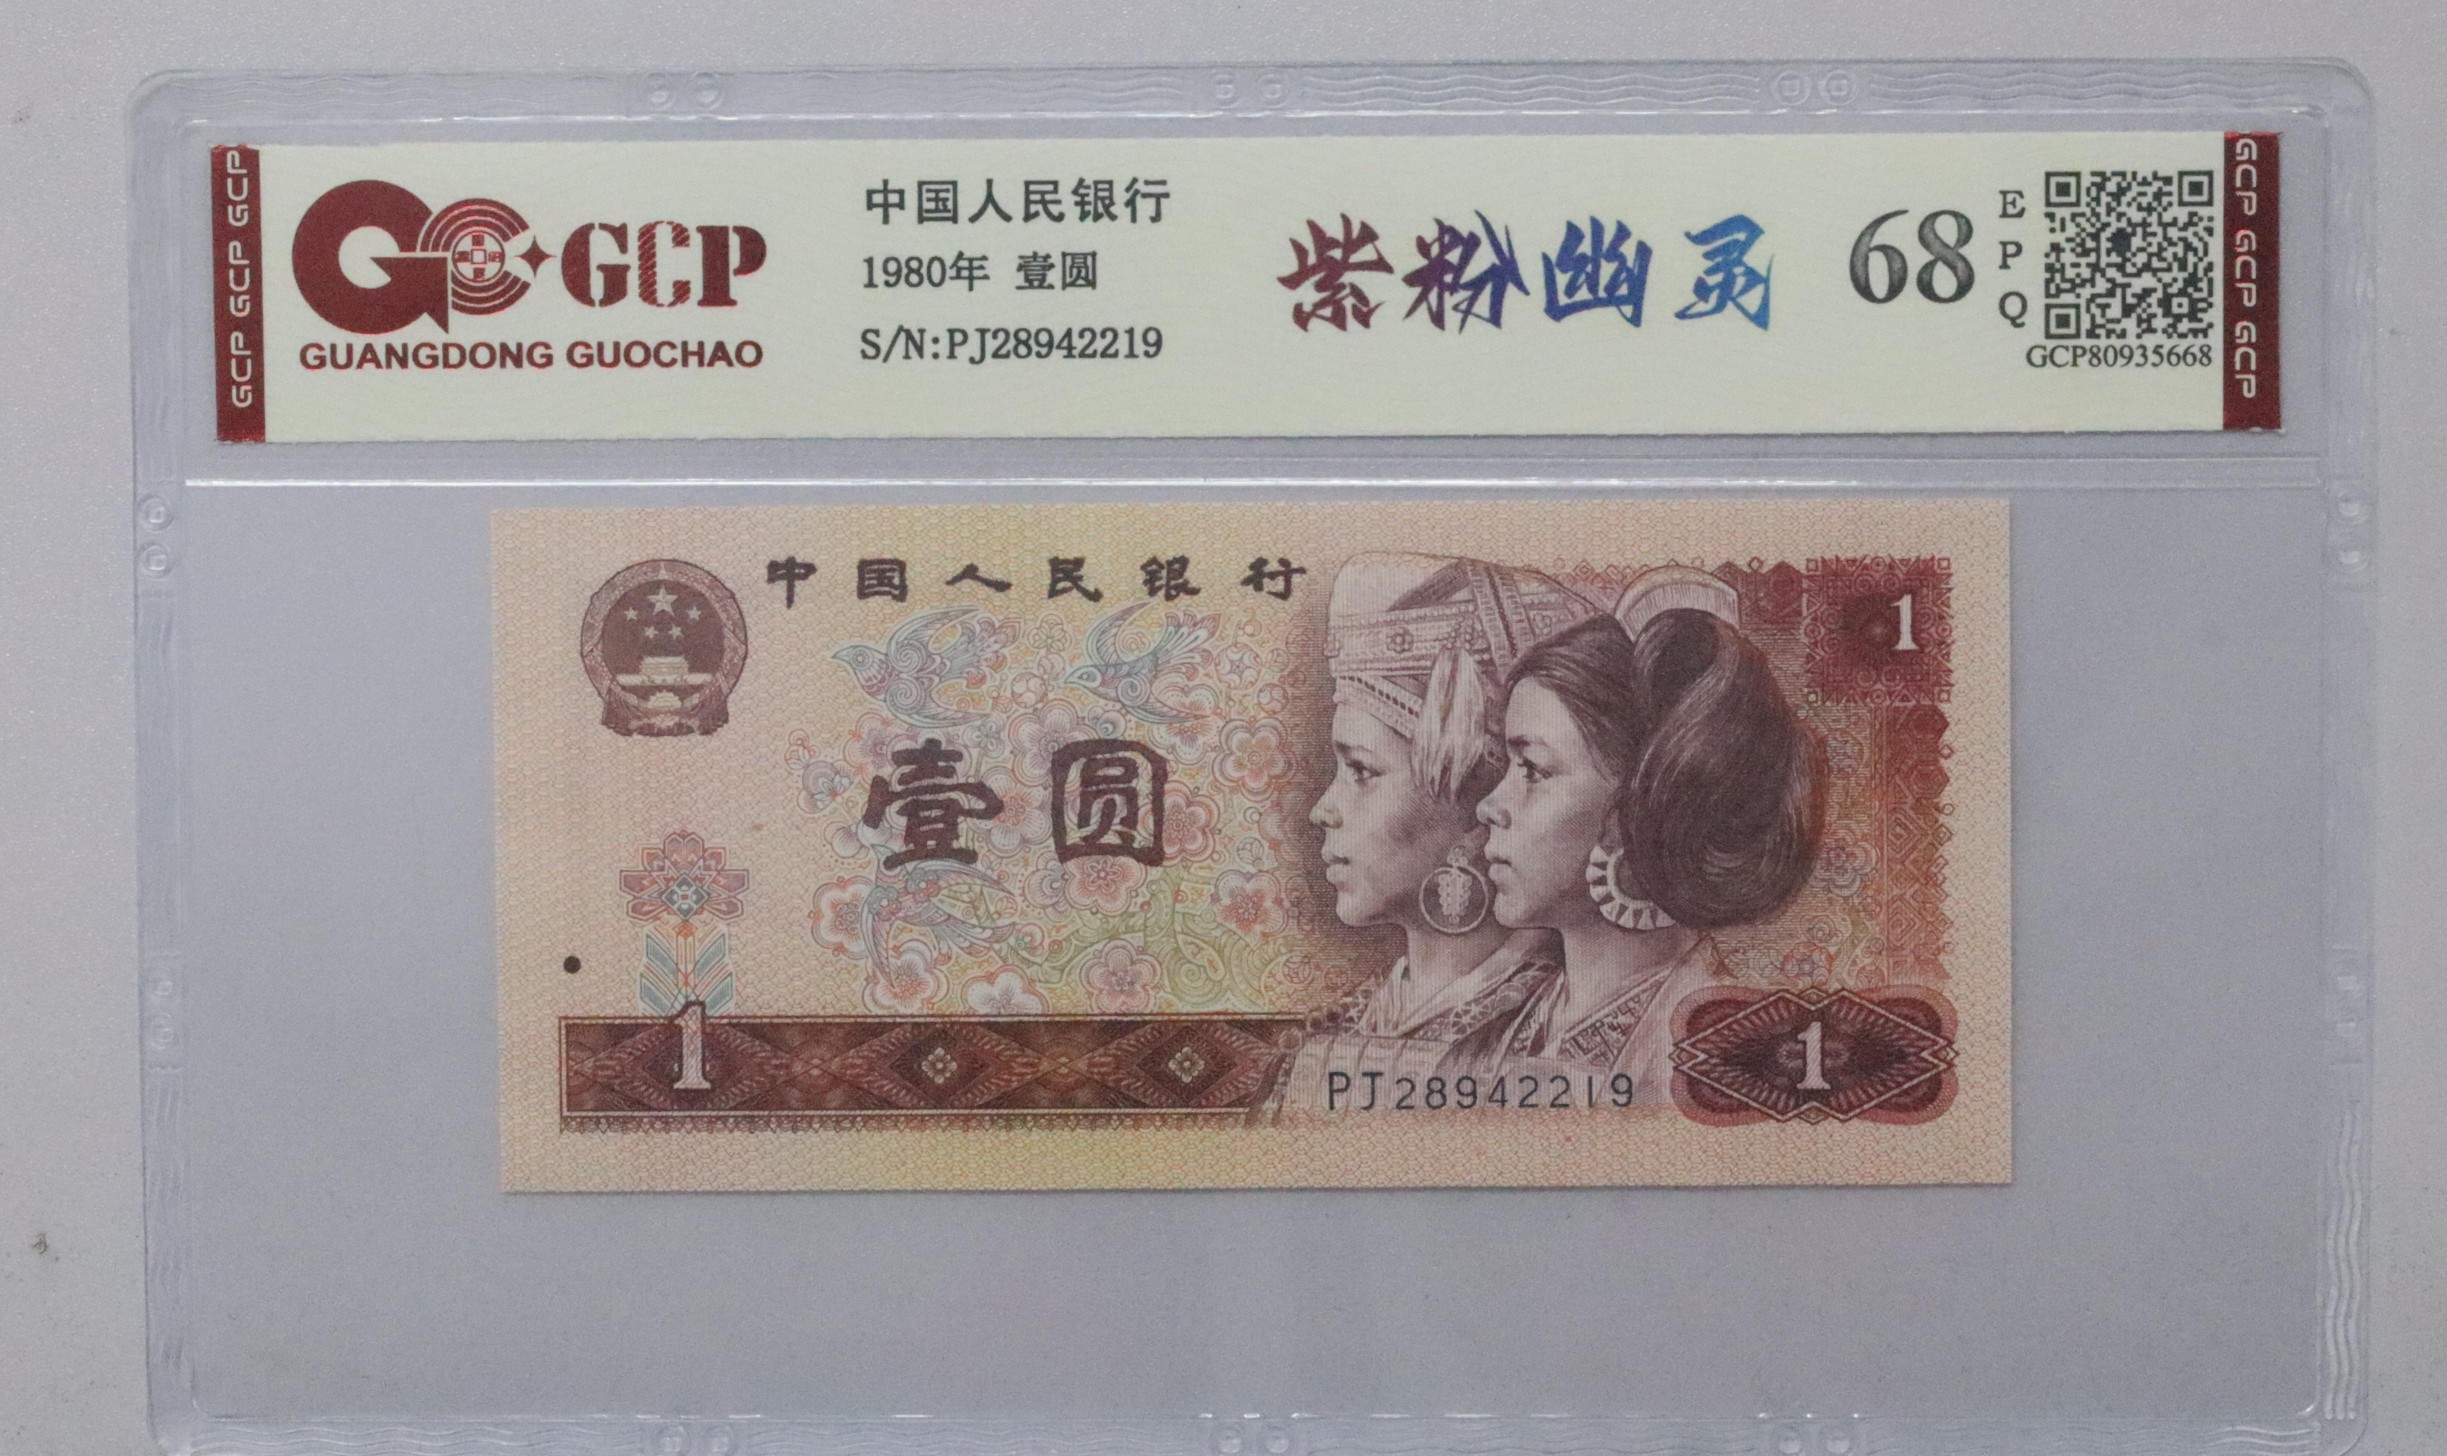 GCP GCP GCP
GCP
GUANGDONG GUOCHAO
中国人民银行
1980年 壹圆
S/N:PJ28942219
紫粉幽灵
68
E
P
Q
GCP80935668
GCP GCP GCP
中国人民银行
1
壹圆
1
1
PJ28942219